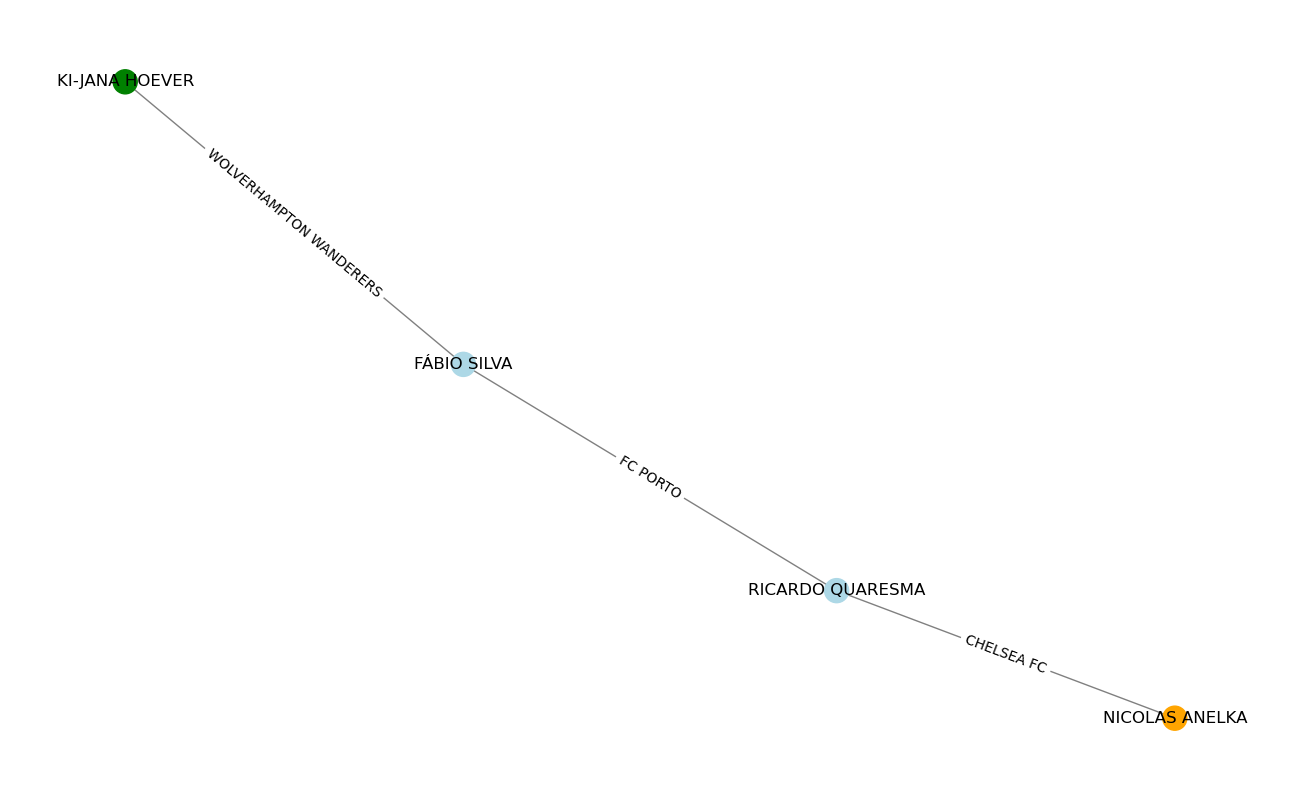 KI-JANA HOEVER
WOLVERHAMPTON WANDERERS
FÁBIO SILVA
FC PORTO
RICARDO QUARESMA
CHELSEA FC
NICOLAS ANELKA